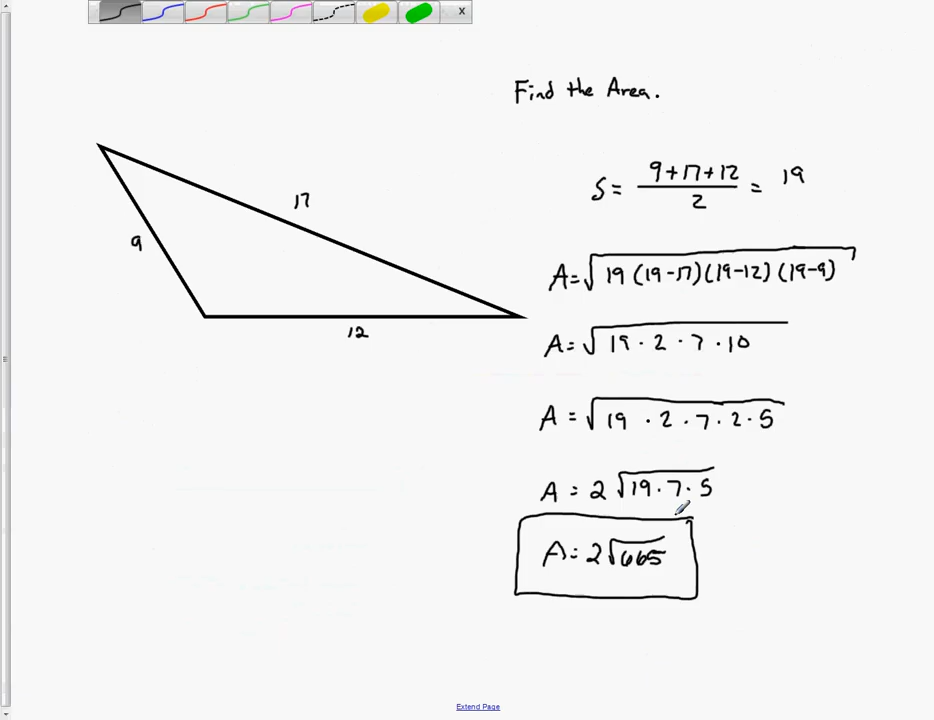 x
Find the Area.
S = 9+17+12 / 2 = 19
17
9
12
A = √19(19-17)(19-12)(19-9)
A = √19 · 2 · 7 · 10
A = √19 · 2 · 7 · 2 · 5
A = 2√19 · 7 · 5
A = 2√665
Extend Page